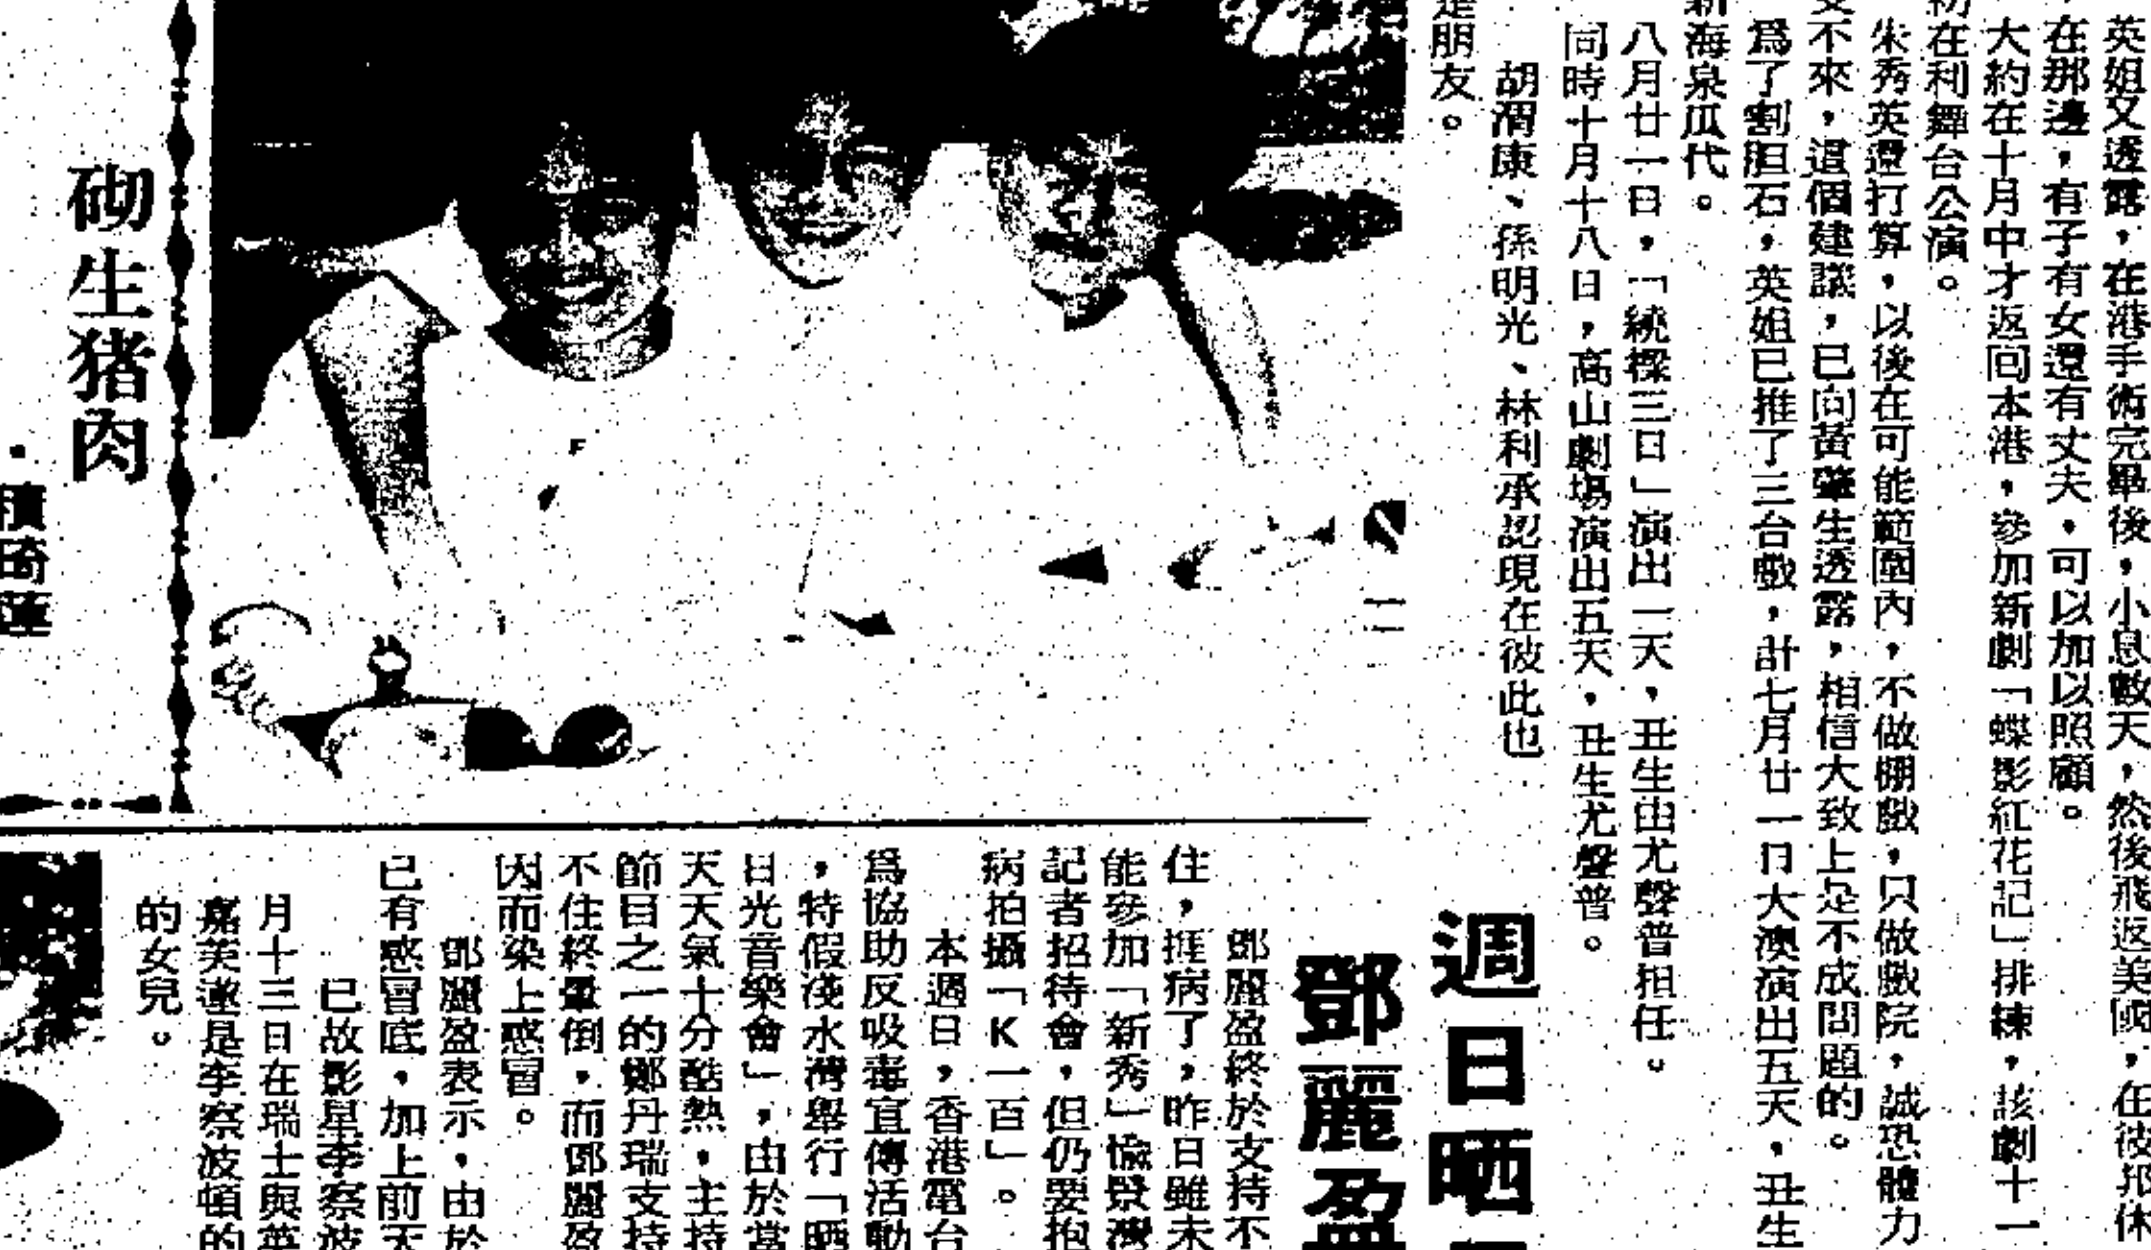 英姐又透露，在港手術完畢後，小息數天，然後飛返美國，在彼邦休
，在那邊，有子有女還有丈夫，可以加以照顧。
大約在十月中才返回本港，參加新劇「蝶影紅花記」排練，該劇十一
初在利舞台公演。
朱秀英還打算，以後在可能範圍內，不做棚戲，只做戲院，誠恐體力
支不來，這個建議，已向黃肇生透露，相信大致上是不成問題的。
爲了割胆石，英姐已推了三台戲，計七月廿一日大澳演出五天，丑生
新海泉瓜代。
八月廿一日，「統樑三日」演出一天，丑生由尤聲普担任。
同時十月十八日，高山劇場演出五天，丑生尤聲普。
胡渭康、孫明光、林利承認現在彼此也
是朋友。
砌生猪肉
週日晒
鄧麗盈
鄧麗盈終於支持不
住，捱病了，昨日雖未
能參加「新秀」愉景灣
記者招待會，但仍要抱
病拍攝「K一百」。
本週日，香港電台
爲協助反吸毒宣傳活動
，特假淺水灣舉行「晒
日光音樂會」，由於當
天天氣十分酷熱，主持
節目之一的鄭丹瑞支持
不住終暈倒，而鄧麗盈
因而染上感冒。
鄧麗盈表示，由於
已有感冒底，加上前天
已故影星李察波
月十三日在瑞士與英
嘉芙蓮是李察波頓的
的女兒。